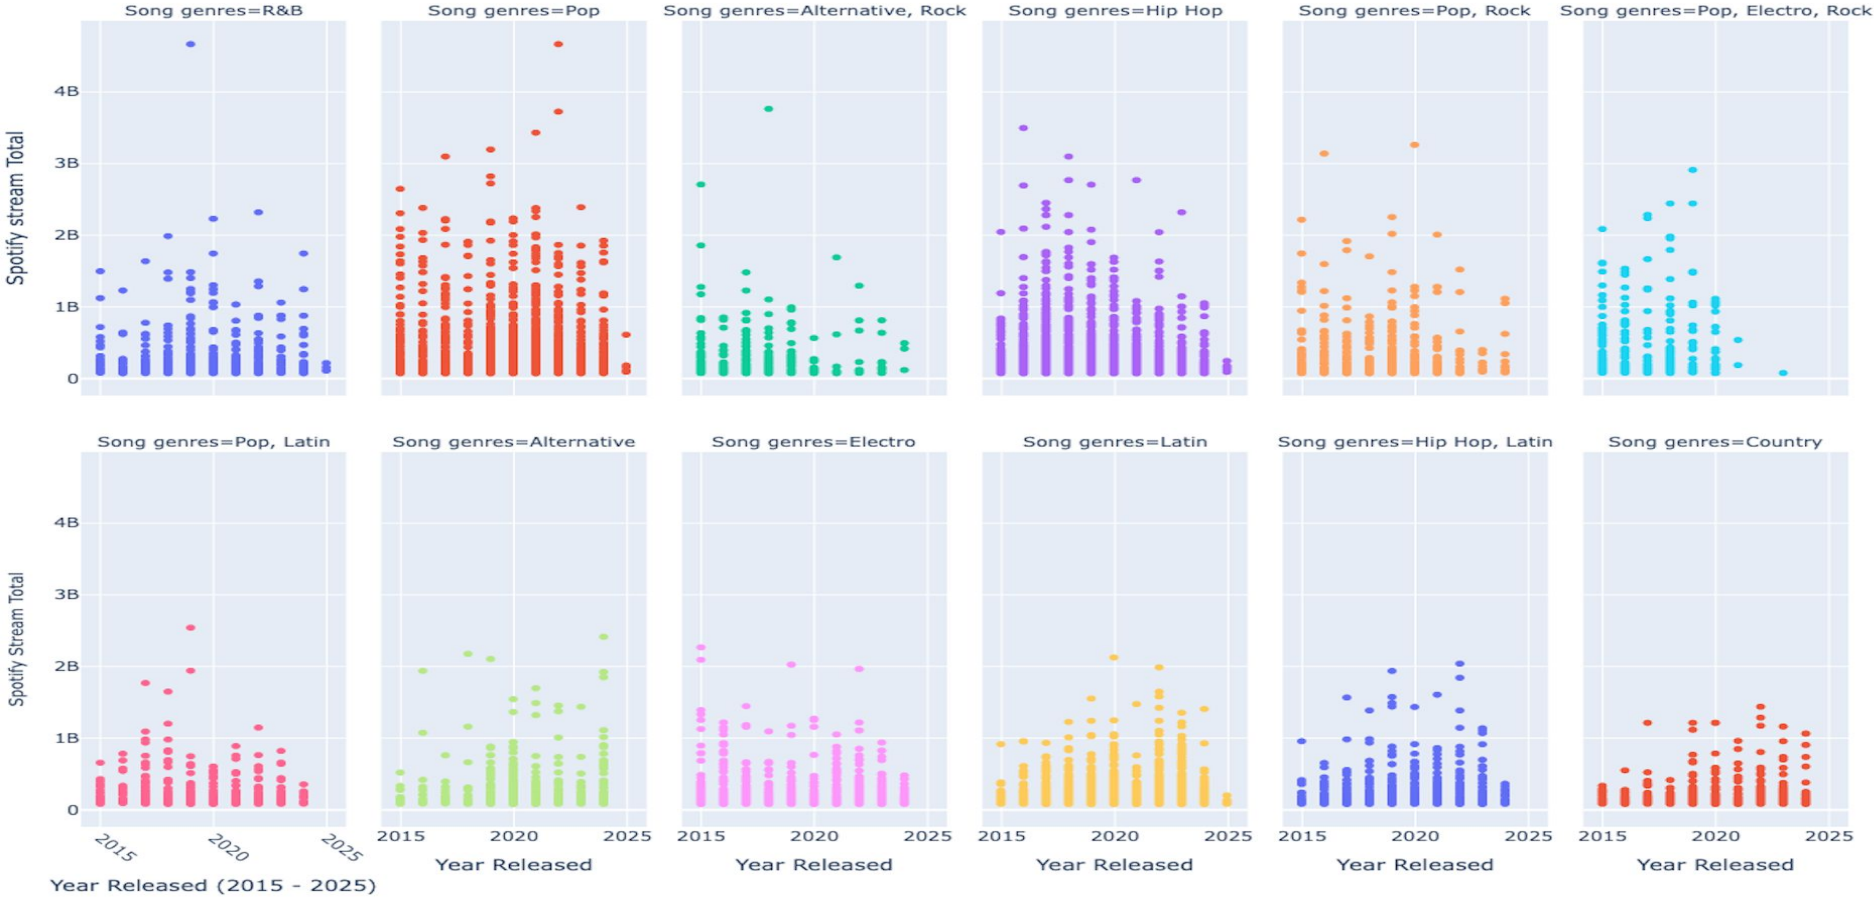 Song genres=R&B
Song genres=Pop
Song genres=Alternative, Rock
Song genres=Hip Hop
Song genres=Pop, Rock
Song genres=Pop, Electro, Rock
Spotify stream Total
4B
3B
2B
1B
0
Song genres=Pop, Latin
Song genres=Alternative
Song genres=Electro
Song genres=Latin
Song genres=Hip Hop, Latin
Song genres=Country
Spotify Stream Total
4B
3B
2B
1B
0
2015 2020 2025
2015 2020 2025
2015 2020 2025
2015 2020 2025
2015 2020 2025
2015 2020 2025
Year Released (2015 - 2025)
Year Released
Year Released
Year Released
Year Released
Year Released